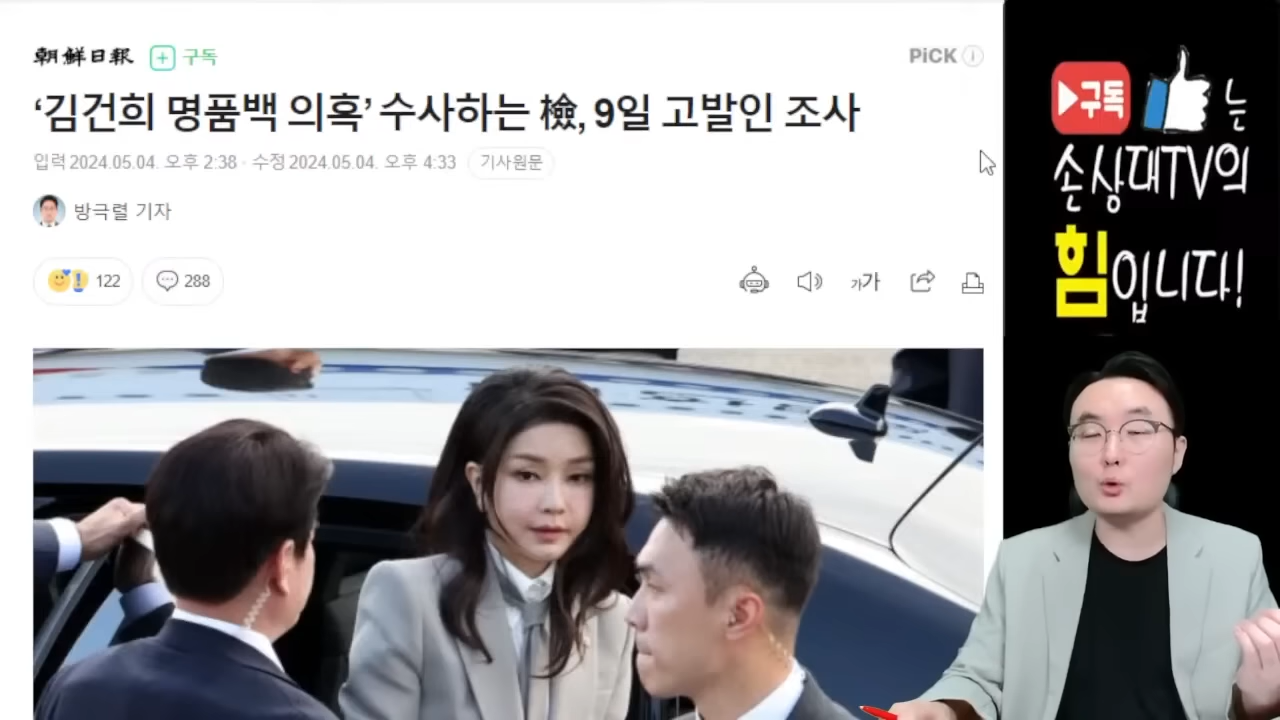 朝鮮日報 + 구독
PiCK i
‘김건희 명품백 의혹’ 수사하는 檢, 9일 고발인 조사
입력 2024.05.04. 오후 2:38 · 수정 2024.05.04. 오후 4:33 기사원문
방극렬 기자
122 288
가가
구독 는
손상대TV의
힘입니다!